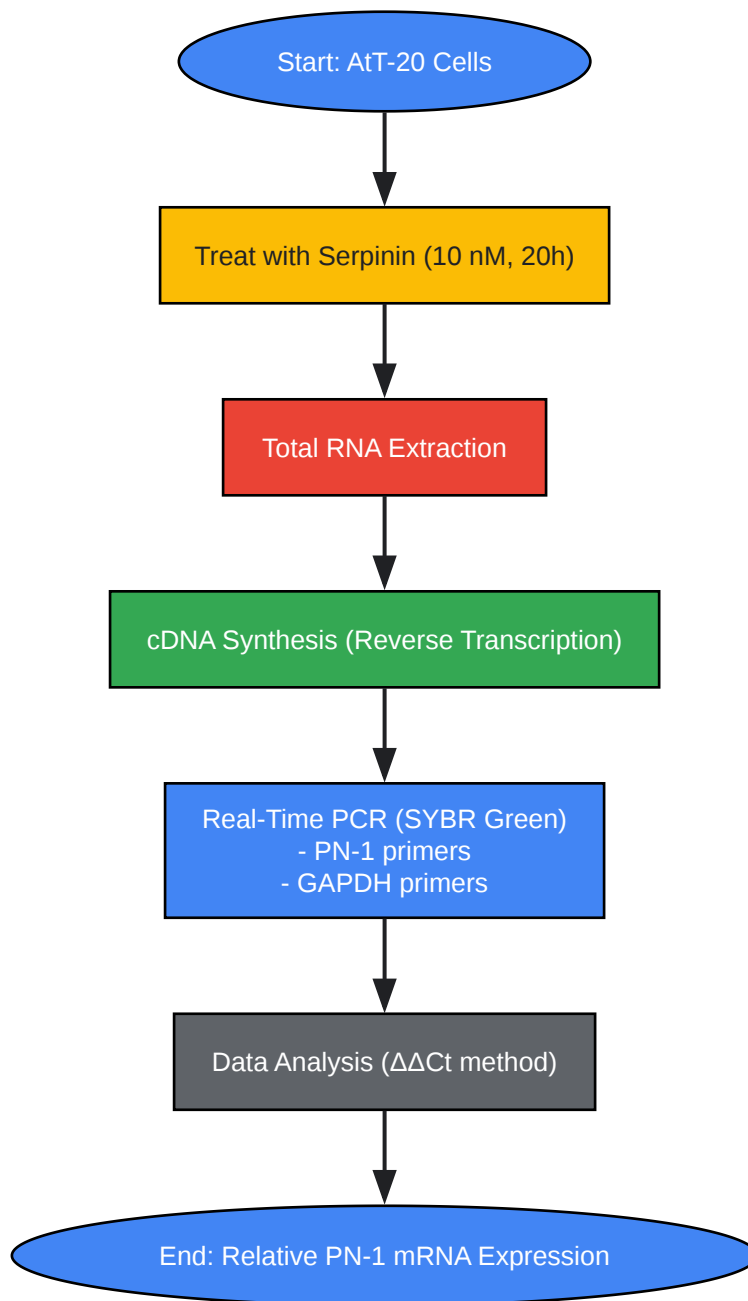 Start: AtT-20 Cells
Treat with Serpinin (10 nM, 20h)
Total RNA Extraction
cDNA Synthesis (Reverse Transcription)
Real-Time PCR (SYBR Green)
- PN-1 primers
- GAPDH primers
Data Analysis (ΔΔCt method)
End: Relative PN-1 mRNA Expression